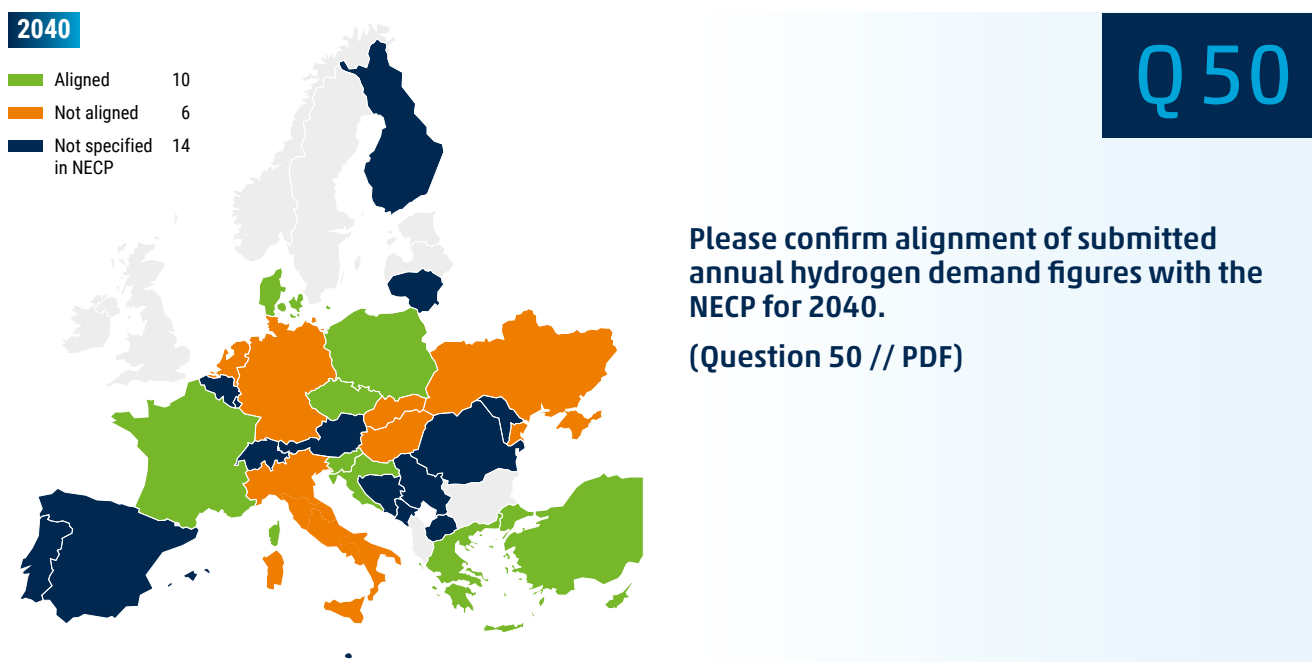 2040
Aligned 10
Not aligned 6
Not specified 14
in NECP
Q 50
Please confirm alignment of submitted
annual hydrogen demand figures with the
NECP for 2040.
(Question 50 // PDF)